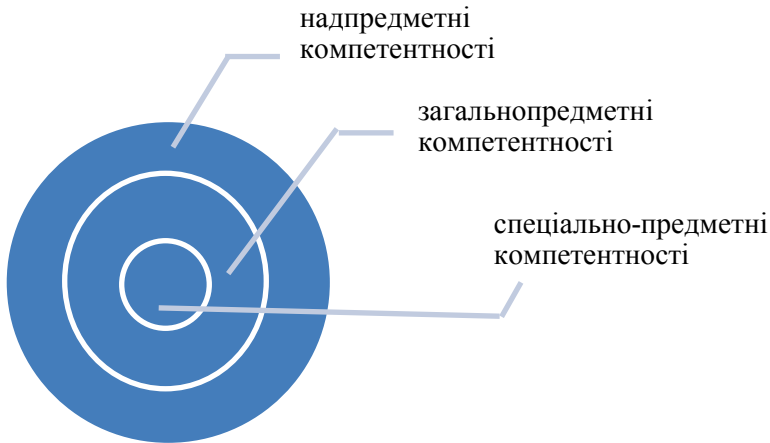 надпредметні
компетентності
загальнопредметні
компетентності
спеціально-предметні
компетентності